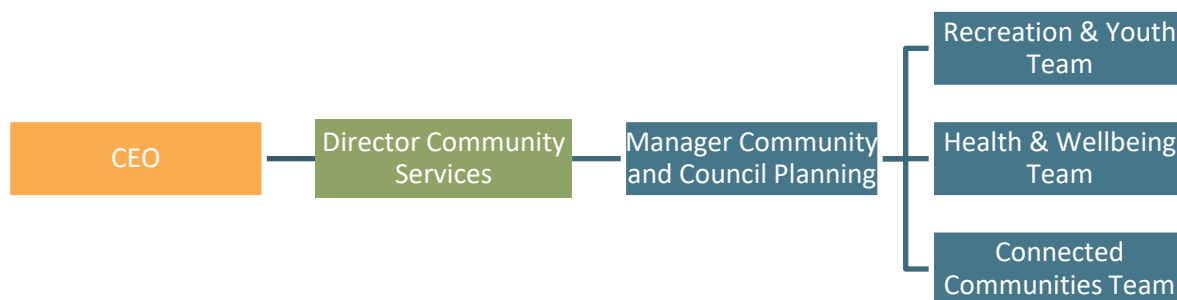 CEO
Director Community
Services
Manager Community
and Council Planning
Recreation & Youth
Team
Health & Wellbeing
Team
Connected
Communities Team